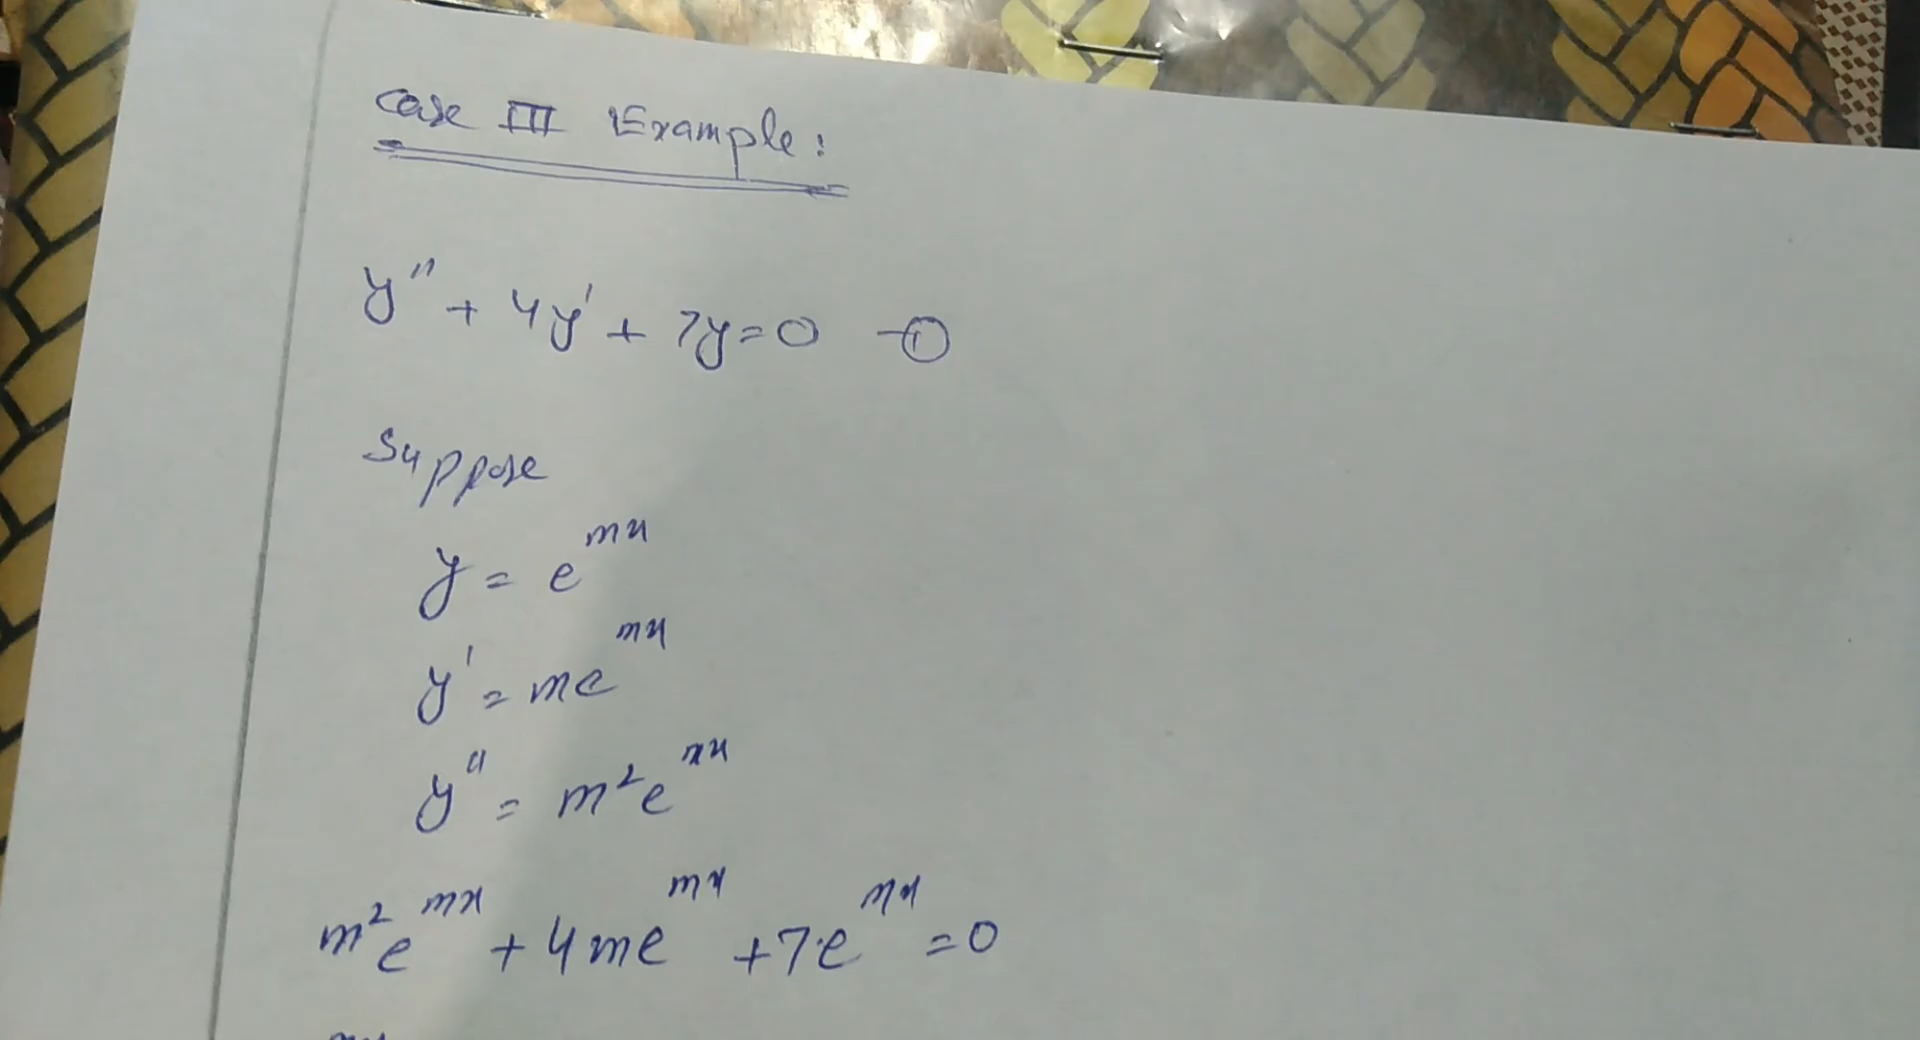 Case III Example:
y'' + 4y' + 7y = 0 -①
Suppose
y = e^{mx}
y' = me^{mx}
y'' = m²e^{mx}
m²e^{mx} + 4me^{mx} + 7e^{mx} = 0